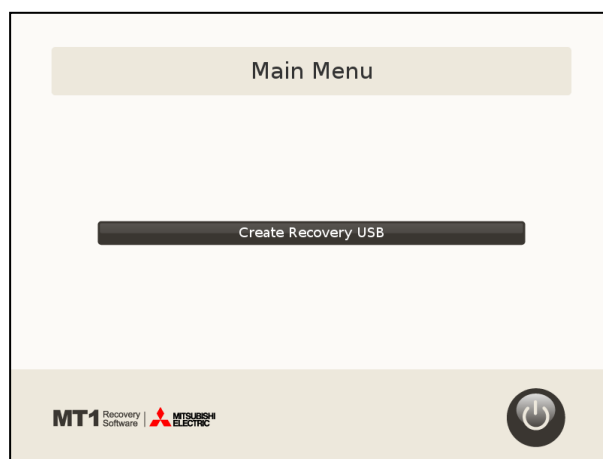 Main Menu
Create Recovery USB
MT1 Recovery Software
MITSUBISHI ELECTRIC